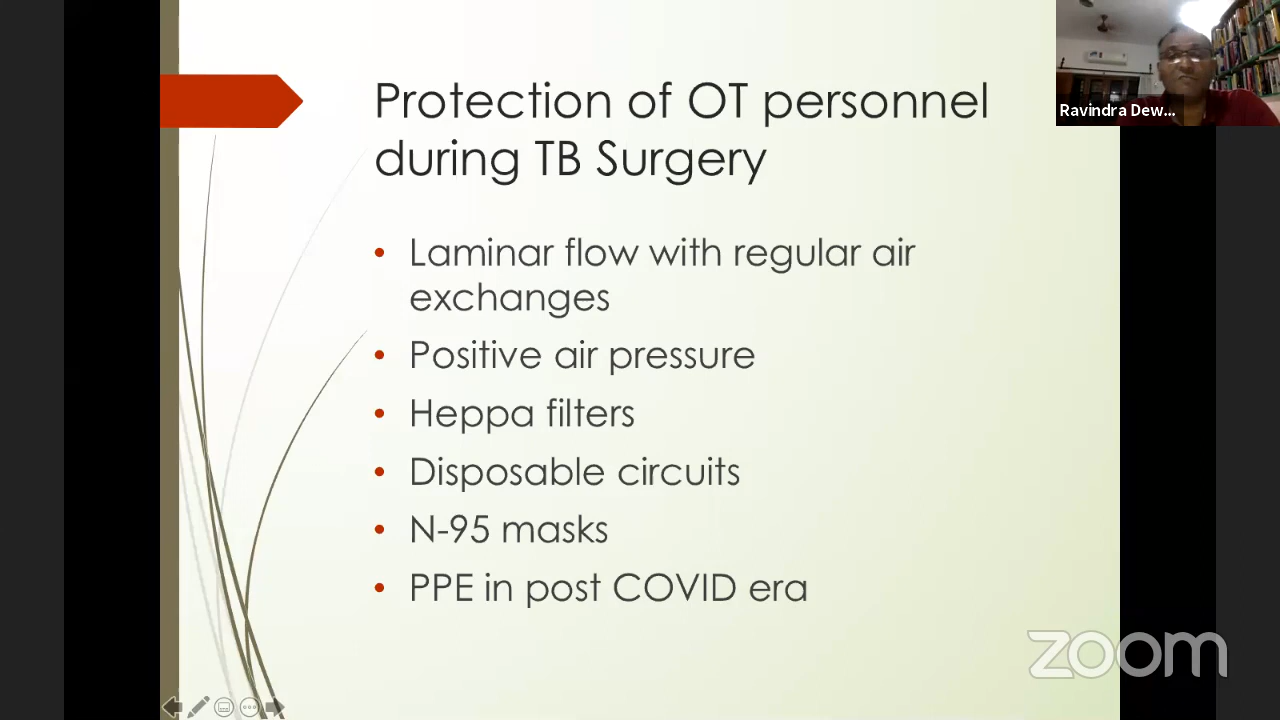 Protection of OT personnel
during TB Surgery
• Laminar flow with regular air
exchanges
• Positive air pressure
• Heppa filters
• Disposable circuits
• N-95 masks
• PPE in post COVID era
Ravindra Dew...
zoom